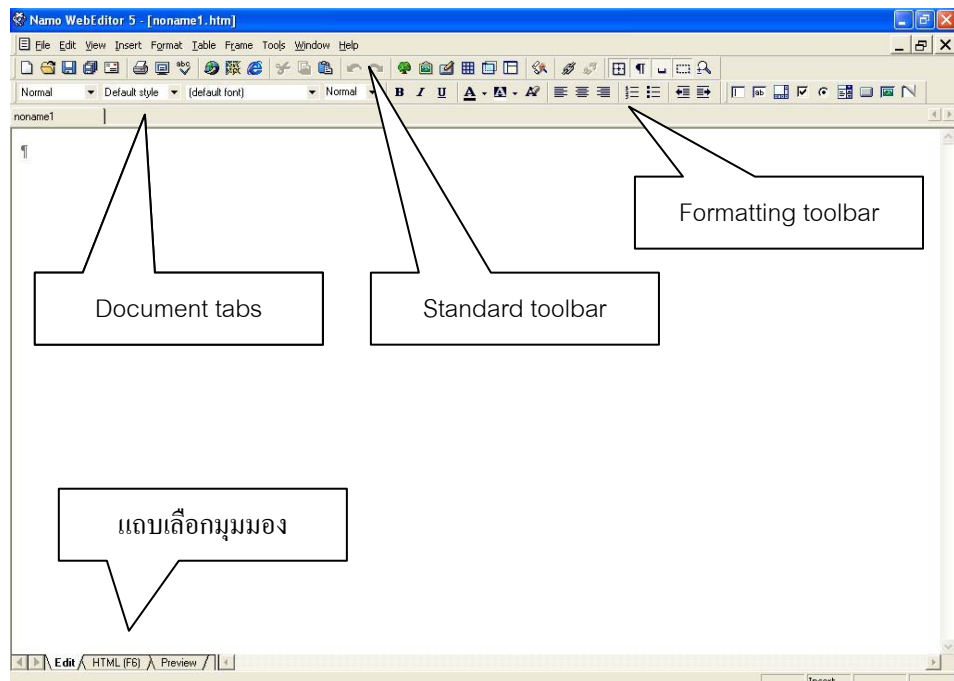 Namo WebEditor 5 - [noname1.htm]
File Edit View Insert Format Table Frame Tools Window Help
Normal Default style (default font) Normal B I U A A A?
noname1
¶
Formatting toolbar
Document tabs
Standard toolbar
แถบเลือกมุมมอง
Edit HTML (F6) Preview
Insert